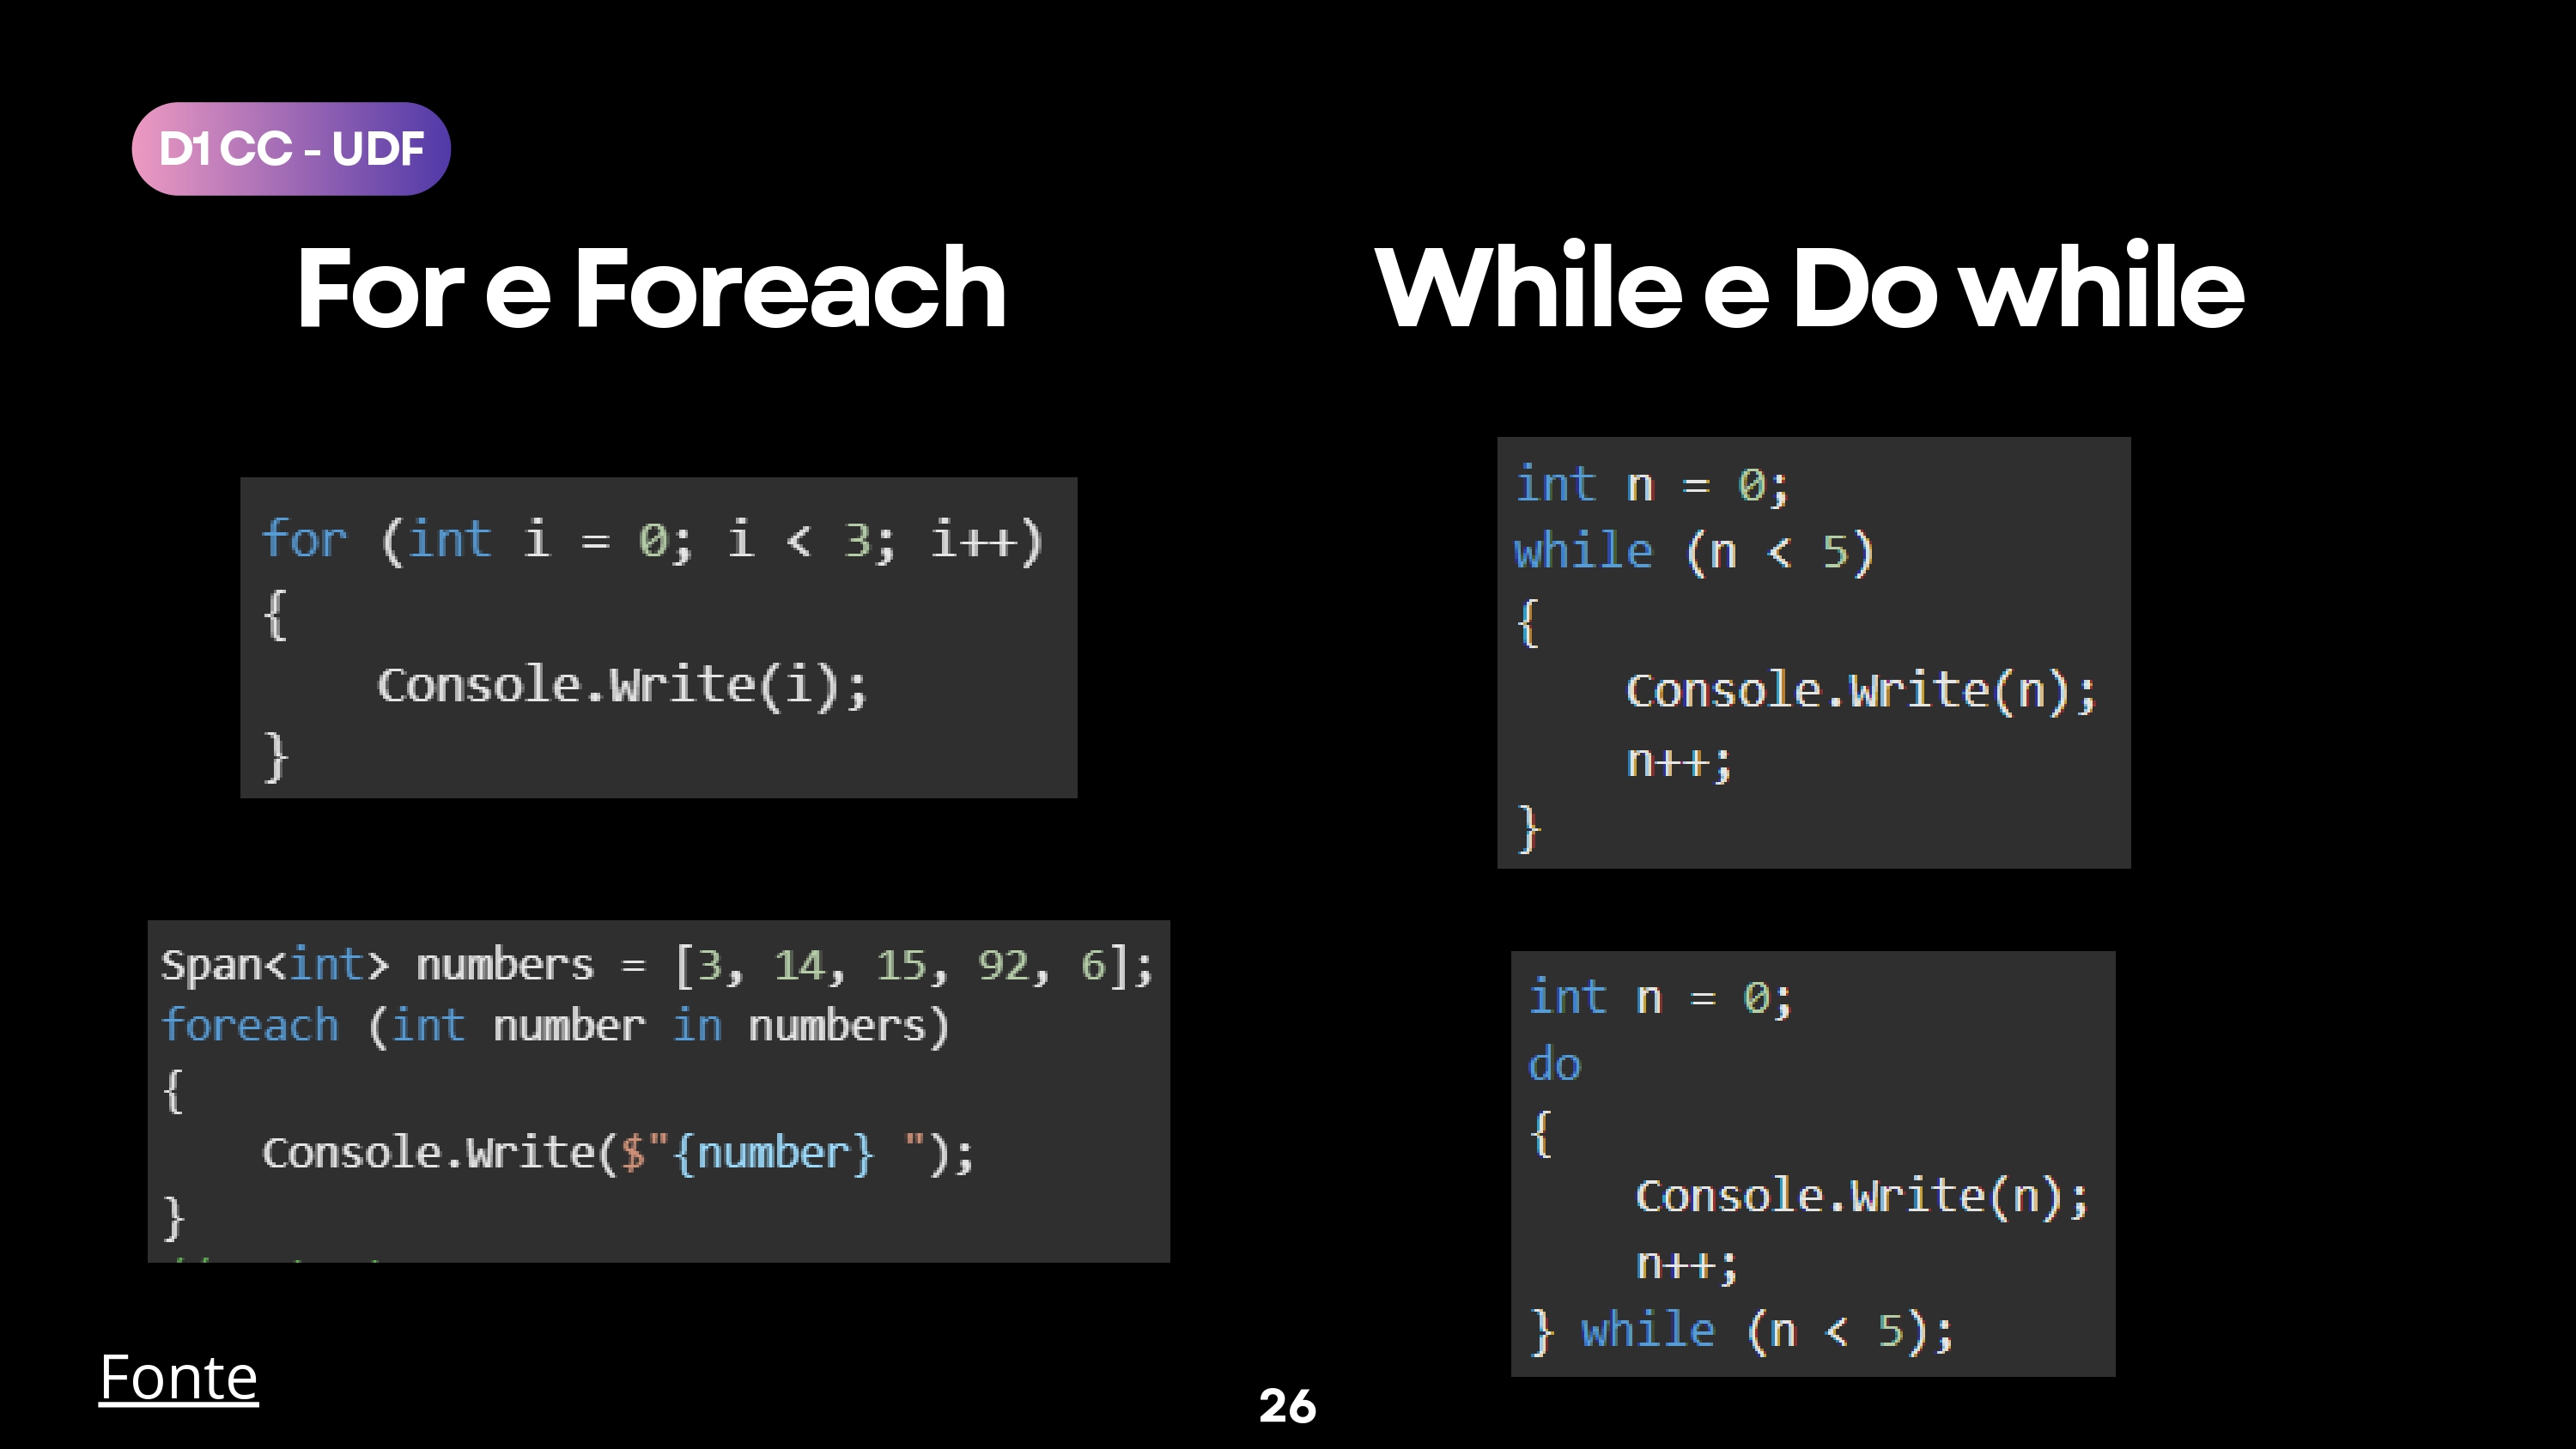 D1 CC - UDF
For e Foreach
for (int i = 0; i < 3; i++)
{
    Console.Write(i);
}
Span<int> numbers = [3, 14, 15, 92, 6];
foreach (int number in numbers)
{
    Console.Write($"{number} ");
}
While e Do while
int n = 0;
while (n < 5)
{
    Console.Write(n);
    n++;
}
int n = 0;
do
{
    Console.Write(n);
    n++;
} while (n < 5);
Fonte
26